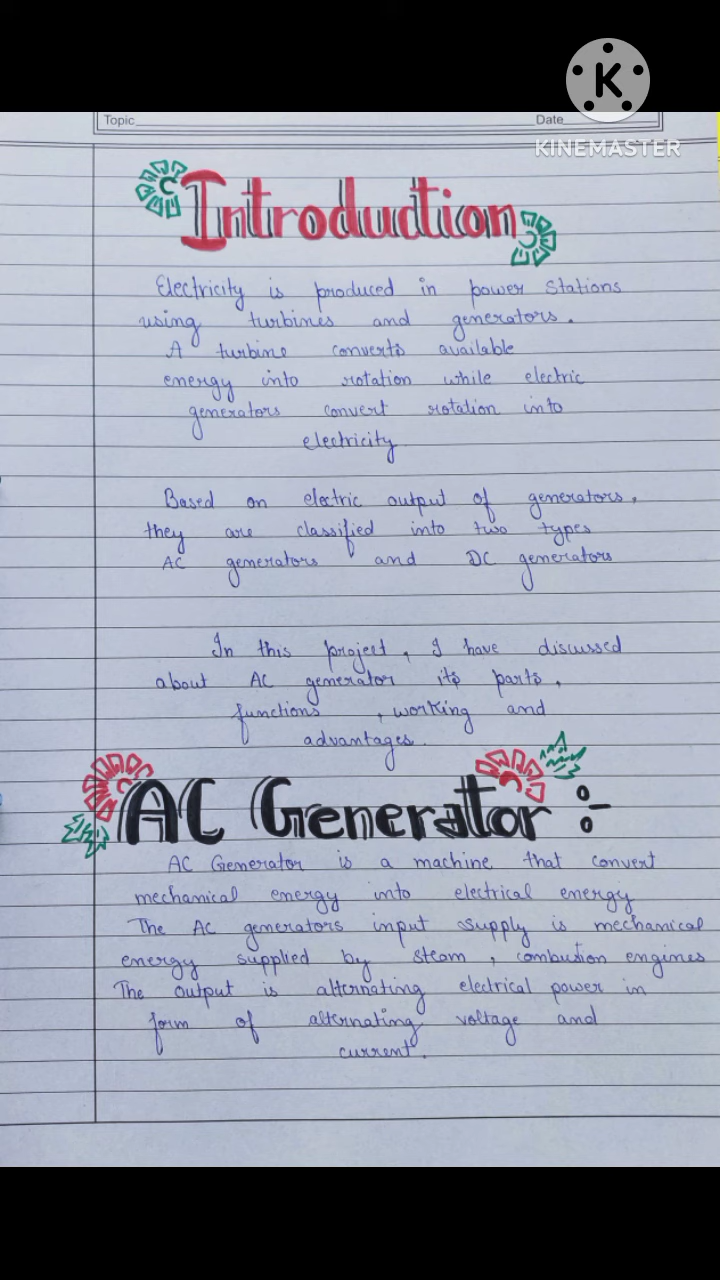 K
KINEMASTER
Topic Date
Introduction
Electricity is produced in power stations
using turbines and generators.
A turbine converts available
energy into rotation while electric
generators convert rotation into
electricity.
Based on electric output of generators,
they are classified into two types
AC generators and DC generators
In this project, I have discussed
about AC generator its parts,
functions , working and
advantages.
AC Generator :-
AC Generator is a machine that convert
mechanical energy into electrical energy
The AC generators input supply is mechanical
energy supplied by steam , combustion engines
The output is alternating electrical power in
form of alternating voltage and
current.